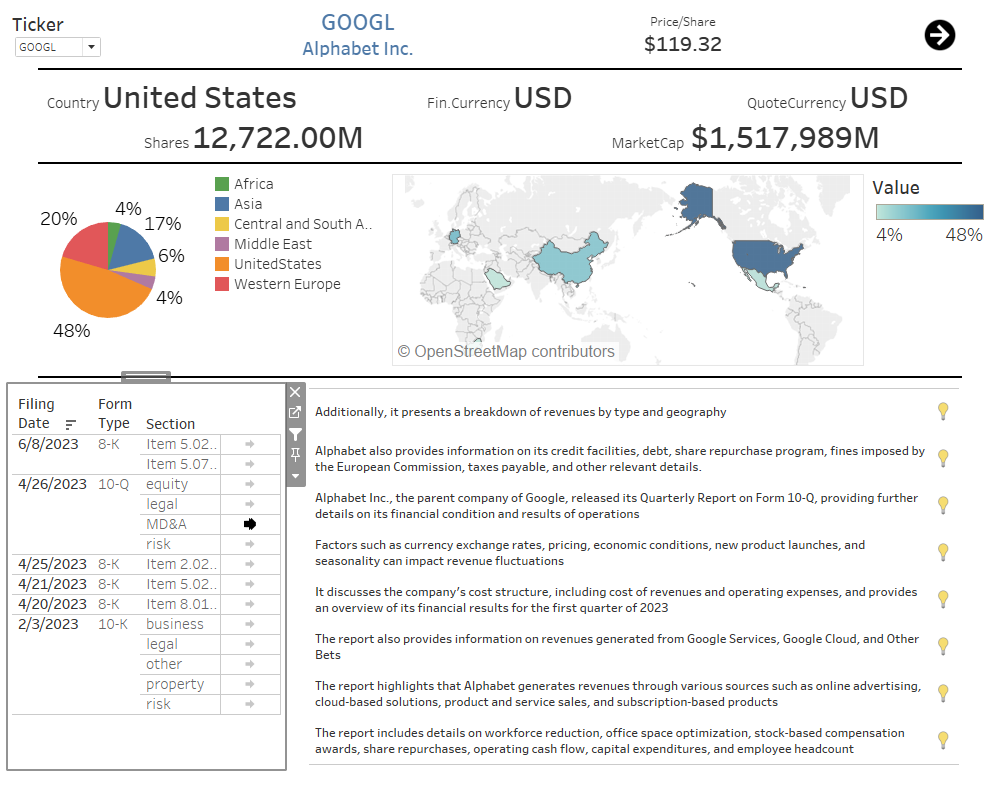 Ticker
GOOGL
GOOGL
Alphabet Inc.
Price/Share
$119.32
Country United States
Fin.Currency USD
QuoteCurrency USD
Shares 12,722.00M
MarketCap $1,517,989M
20%
4%
17%
6%
4%
48%
Africa
Asia
Central and South A..
Middle East
UnitedStates
Western Europe
© OpenStreetMap contributors
Value
4% 48%
Filing Date Form Type Section
6/8/2023 8-K Item 5.02..
Item 5.07..
4/26/2023 10-Q equity
legal
MD&A
risk
4/25/2023 8-K Item 2.02..
4/21/2023 8-K Item 5.02..
4/20/2023 8-K Item 8.01..
2/3/2023 10-K business
legal
other
property
risk
Additionally, it presents a breakdown of revenues by type and geography
Alphabet also provides information on its credit facilities, debt, share repurchase program, fines imposed by
the European Commission, taxes payable, and other relevant details.
Alphabet Inc., the parent company of Google, released its Quarterly Report on Form 10-Q, providing further
details on its financial condition and results of operations
Factors such as currency exchange rates, pricing, economic conditions, new product launches, and
seasonality can impact revenue fluctuations
It discusses the company's cost structure, including cost of revenues and operating expenses, and provides
an overview of its financial results for the first quarter of 2023
The report also provides information on revenues generated from Google Services, Google Cloud, and Other
Bets
The report highlights that Alphabet generates revenues through various sources such as online advertising,
cloud-based solutions, product and service sales, and subscription-based products
The report includes details on workforce reduction, office space optimization, stock-based compensation
awards, share repurchases, operating cash flow, capital expenditures, and employee headcount